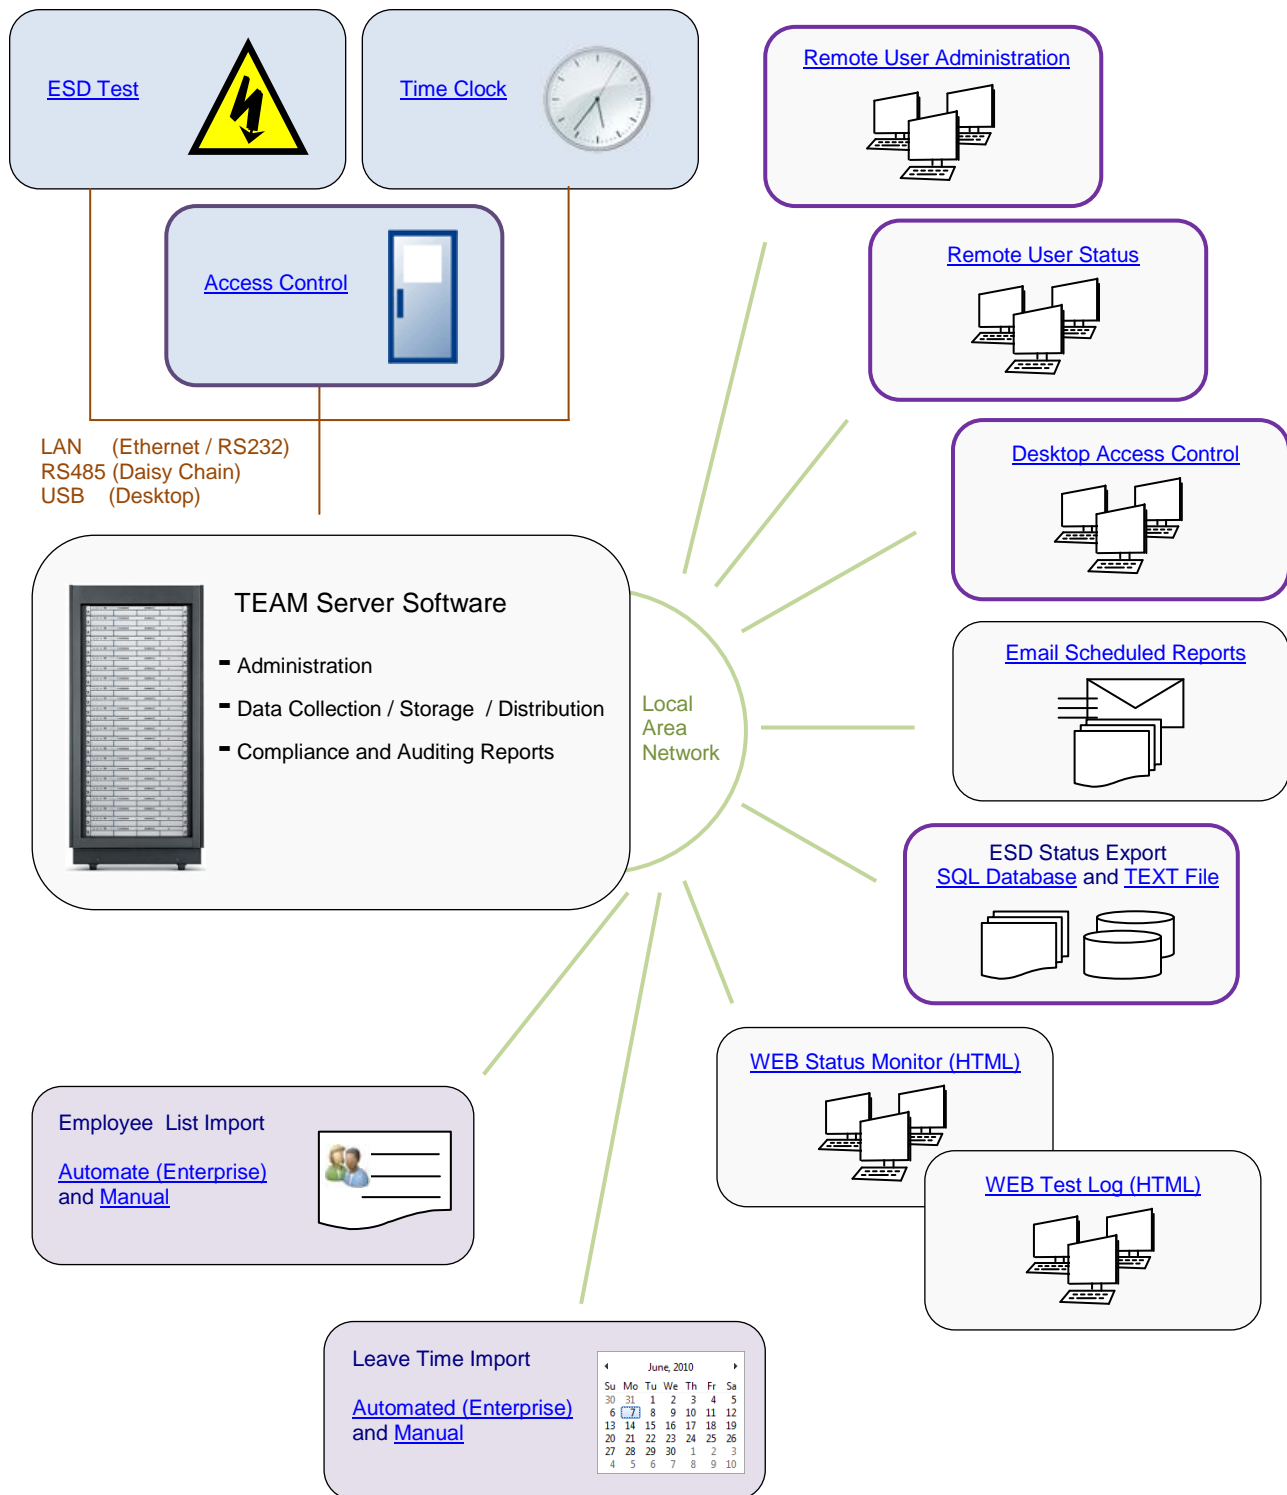 ESD Test
Time Clock
Remote User Administration
Access Control
Remote User Status
LAN (Ethernet / RS232)
RS485 (Daisy Chain)
USB (Desktop)
Desktop Access Control
TEAM Server Software
- Administration
- Data Collection / Storage / Distribution
- Compliance and Auditing Reports
Local
Area
Network
Email Scheduled Reports
ESD Status Export
SQL Database and TEXT File
WEB Status Monitor (HTML)
WEB Test Log (HTML)
Employee List Import
Automate (Enterprise)
and Manual
Leave Time Import
Automated (Enterprise)
and Manual
June, 2010
Su Mo Tu We Th Fr Sa
30 31 1 2 3 4 5
6 7 8 9 10 11 12
13 14 15 16 17 18 19
20 21 22 23 24 25 26
27 28 29 30 1 2 3
4 5 6 7 8 9 10